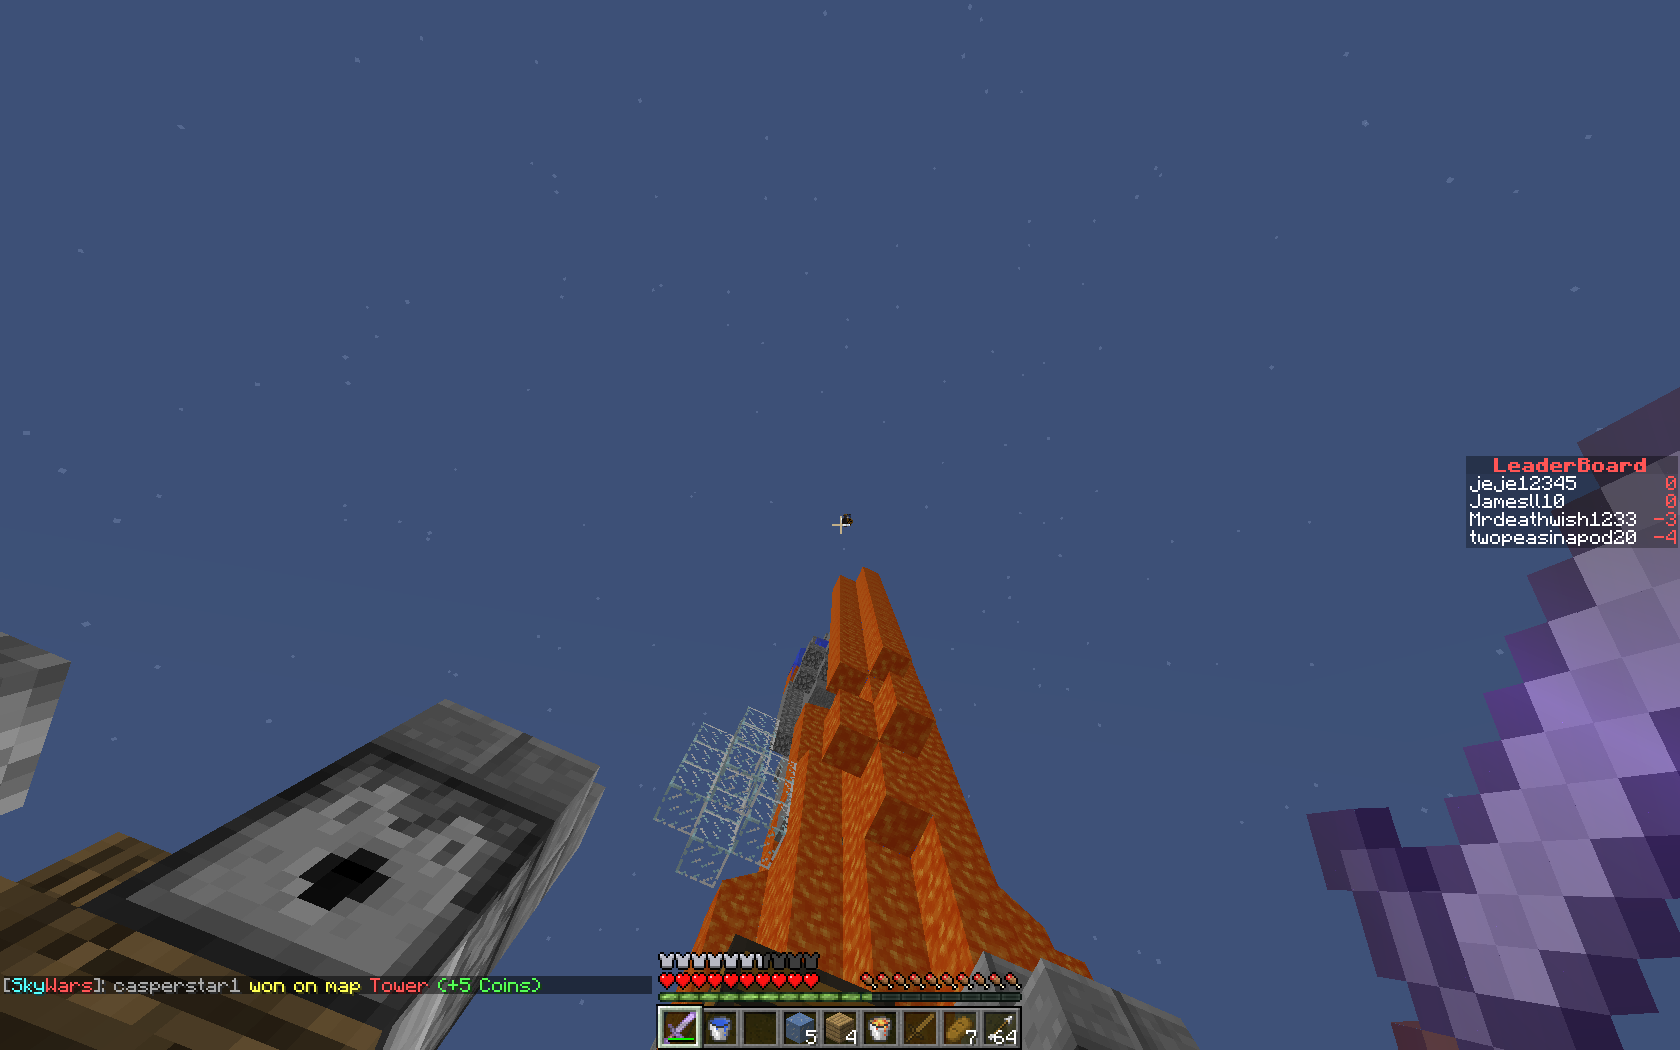 LeaderBoard
jeje12345 0
Jamesll10 0
Mrdeathwish1233 -3
twopeasinapod20 -4
[SkyWars]: casperstar1 won on map Tower (+5 Coins)
5 4 7 64